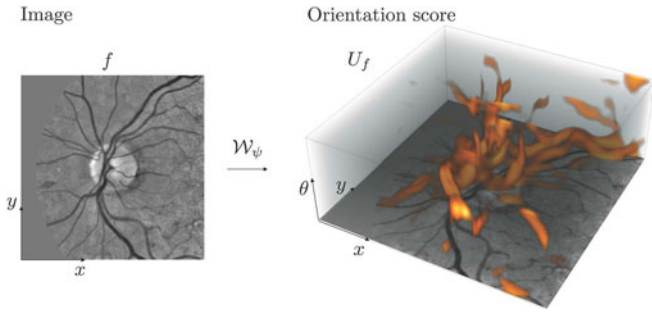 Image
Orientation score
f
U_f
𝒲_ψ
y
x
θ
y
x